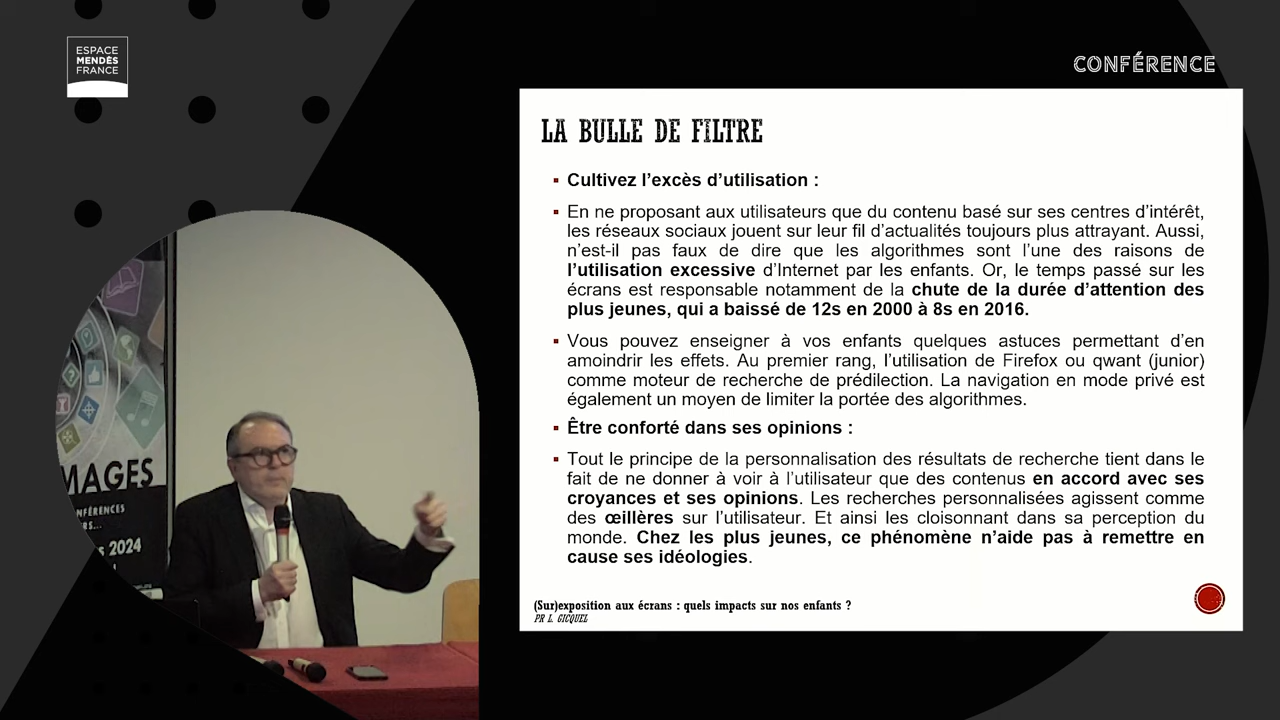 ESPACE
MENDÈS
FRANCE
CONFÉRENCE
LA BULLE DE FILTRE
Cultivez l’excès d’utilisation :
En ne proposant aux utilisateurs que du contenu basé sur ses centres d’intérêt,
les réseaux sociaux jouent sur leur fil d’actualités toujours plus attrayant. Aussi,
n’est-il pas faux de dire que les algorithmes sont l’une des raisons de
l’utilisation excessive d’Internet par les enfants. Or, le temps passé sur les
écrans est responsable notamment de la chute de la durée d’attention des
plus jeunes, qui a baissé de 12s en 2000 à 8s en 2016.
Vous pouvez enseigner à vos enfants quelques astuces permettant d’en
amoindrir les effets. Au premier rang, l’utilisation de Firefox ou qwant (junior)
comme moteur de recherche de prédilection. La navigation en mode privé est
également un moyen de limiter la portée des algorithmes.
Être conforté dans ses opinions :
Tout le principe de la personnalisation des résultats de recherche tient dans le
fait de ne donner à voir à l’utilisateur que des contenus en accord avec ses
croyances et ses opinions. Les recherches personnalisées agissent comme
des œillères sur l’utilisateur. Et ainsi les cloisonnant dans sa perception du
monde. Chez les plus jeunes, ce phénomène n’aide pas à remettre en
cause ses idéologies.
(Sur)exposition aux écrans : quels impacts sur nos enfants ?
PR L. GICQUEL
MAGES
NFÉRENCES
RS...
s 2024